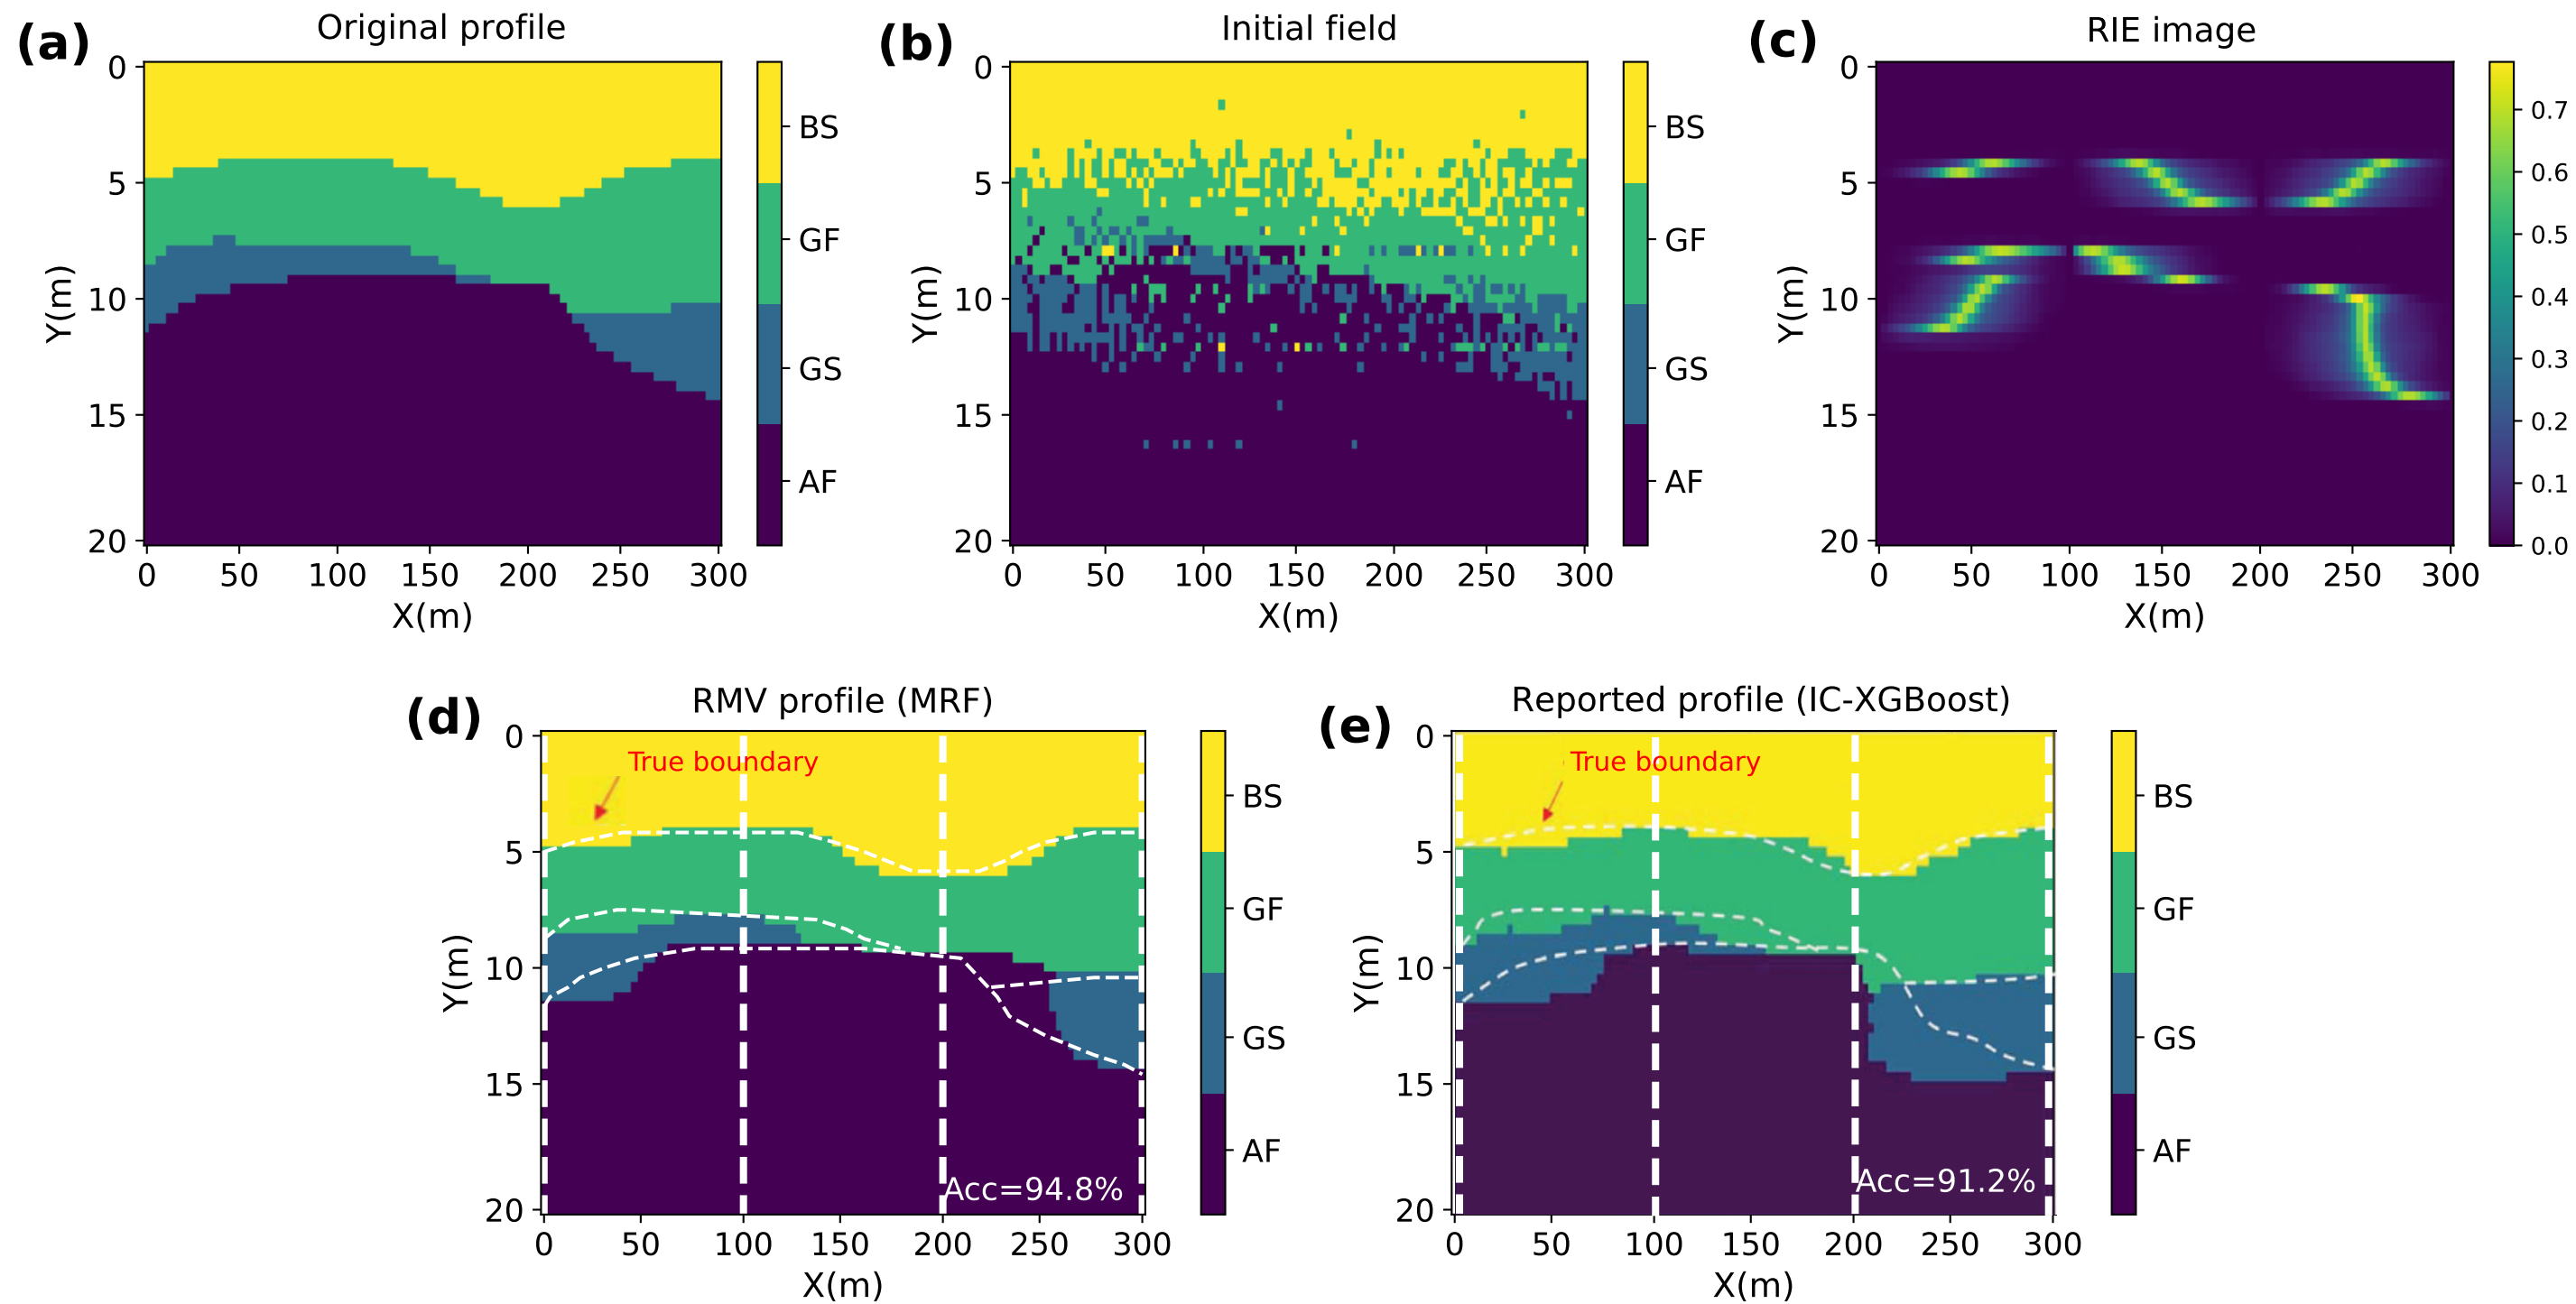 (a)
Original profile
0
5
10
15
20
Y(m)
0 50 100 150 200 250 300
X(m)
BS
GF
GS
AF
(b)
Initial field
0
5
10
15
20
Y(m)
0 50 100 150 200 250 300
X(m)
BS
GF
GS
AF
(c)
RIE image
0
5
10
15
20
Y(m)
0 50 100 150 200 250 300
X(m)
0.7
0.6
0.5
0.4
0.3
0.2
0.1
0.0
(d)
RMV profile (MRF)
True boundary
0
5
10
15
20
Y(m)
Acc=94.8%
0 50 100 150 200 250 300
X(m)
BS
GF
GS
AF
(e)
Reported profile (IC-XGBoost)
True boundary
0
5
10
15
20
Y(m)
Acc=91.2%
0 50 100 150 200 250 300
X(m)
BS
GF
GS
AF